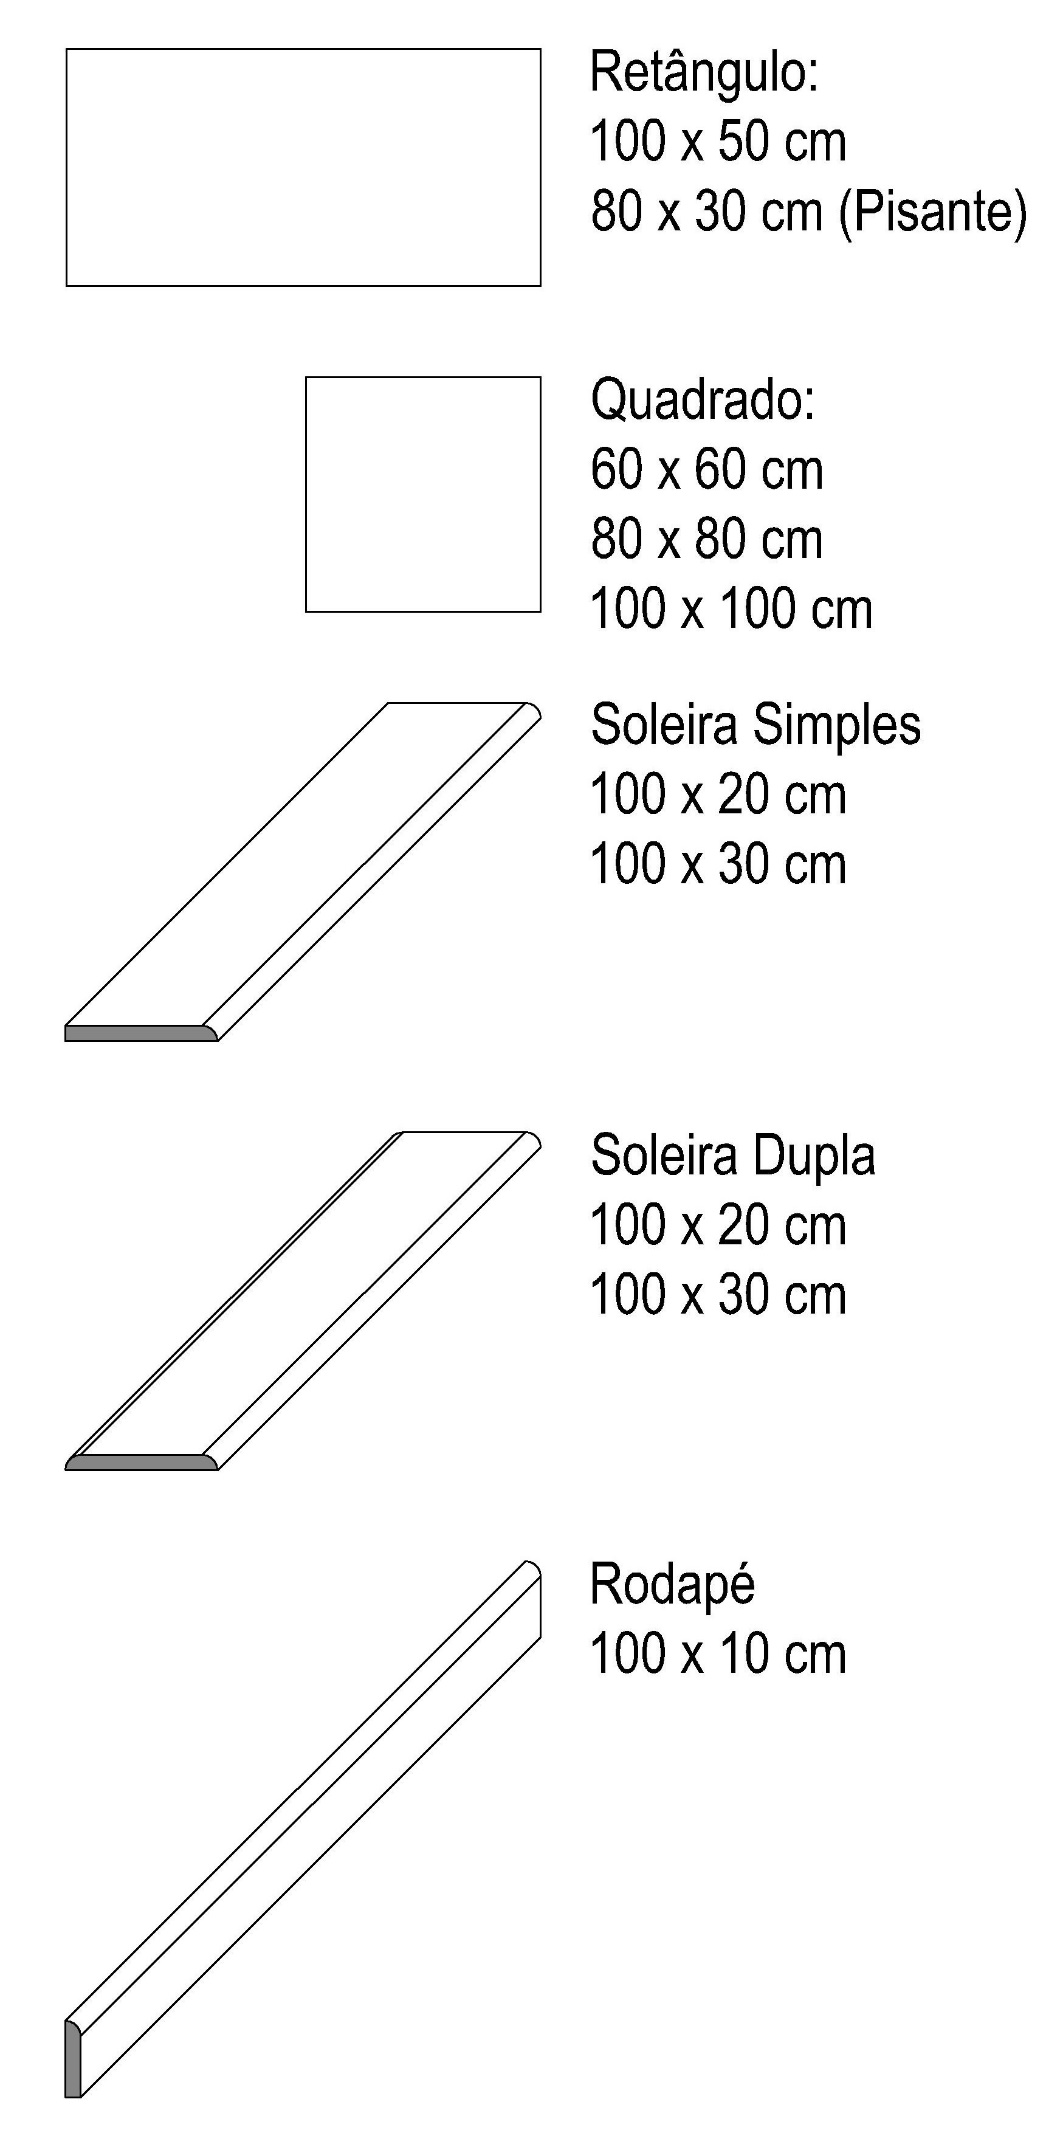 Retângulo:
100 x 50 cm
80 x 30 cm (Pisante)
Quadrado:
60 x 60 cm
80 x 80 cm
100 x 100 cm
Soleira Simples
100 x 20 cm
100 x 30 cm
Soleira Dupla
100 x 20 cm
100 x 30 cm
Rodapé
100 x 10 cm